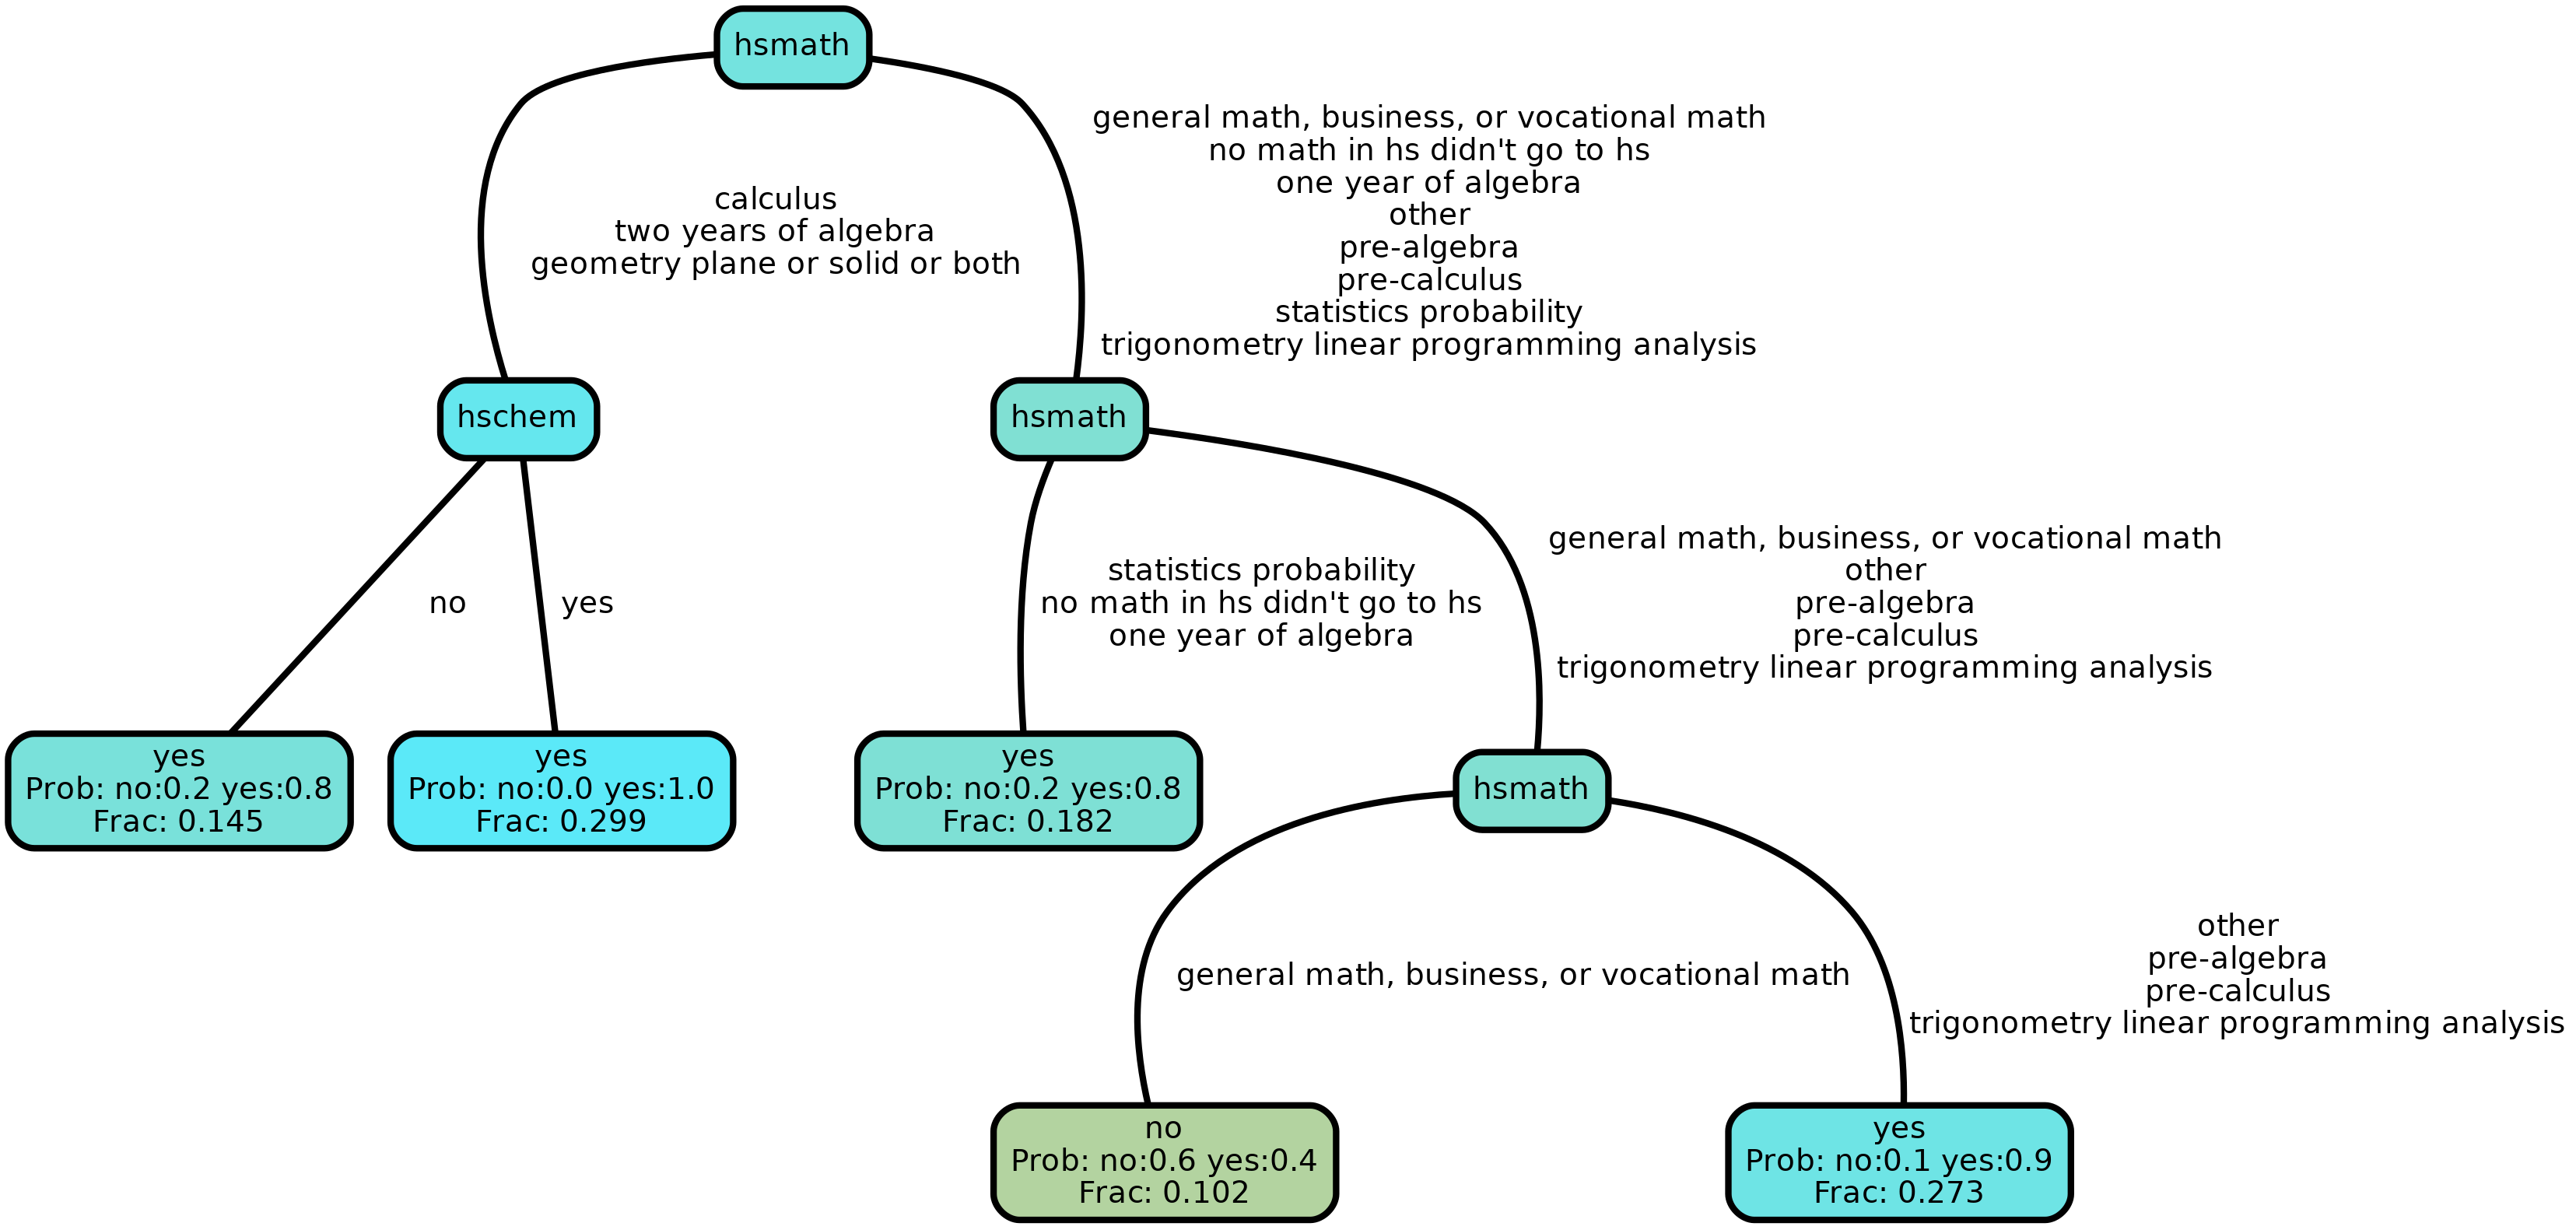 hsmath
calculus
two years of algebra
geometry plane or solid or both
general math, business, or vocational math
no math in hs didn't go to hs
one year of algebra
other
pre-algebra
pre-calculus
statistics probability
trigonometry linear programming analysis
hschem
hsmath
no
yes
statistics probability
no math in hs didn't go to hs
one year of algebra
general math, business, or vocational math
other
pre-algebra
pre-calculus
trigonometry linear programming analysis
yes
Prob: no:0.2 yes:0.8
Frac: 0.145
yes
Prob: no:0.0 yes:1.0
Frac: 0.299
yes
Prob: no:0.2 yes:0.8
Frac: 0.182
hsmath
general math, business, or vocational math
other
pre-algebra
pre-calculus
trigonometry linear programming analysis
no
Prob: no:0.6 yes:0.4
Frac: 0.102
yes
Prob: no:0.1 yes:0.9
Frac: 0.273